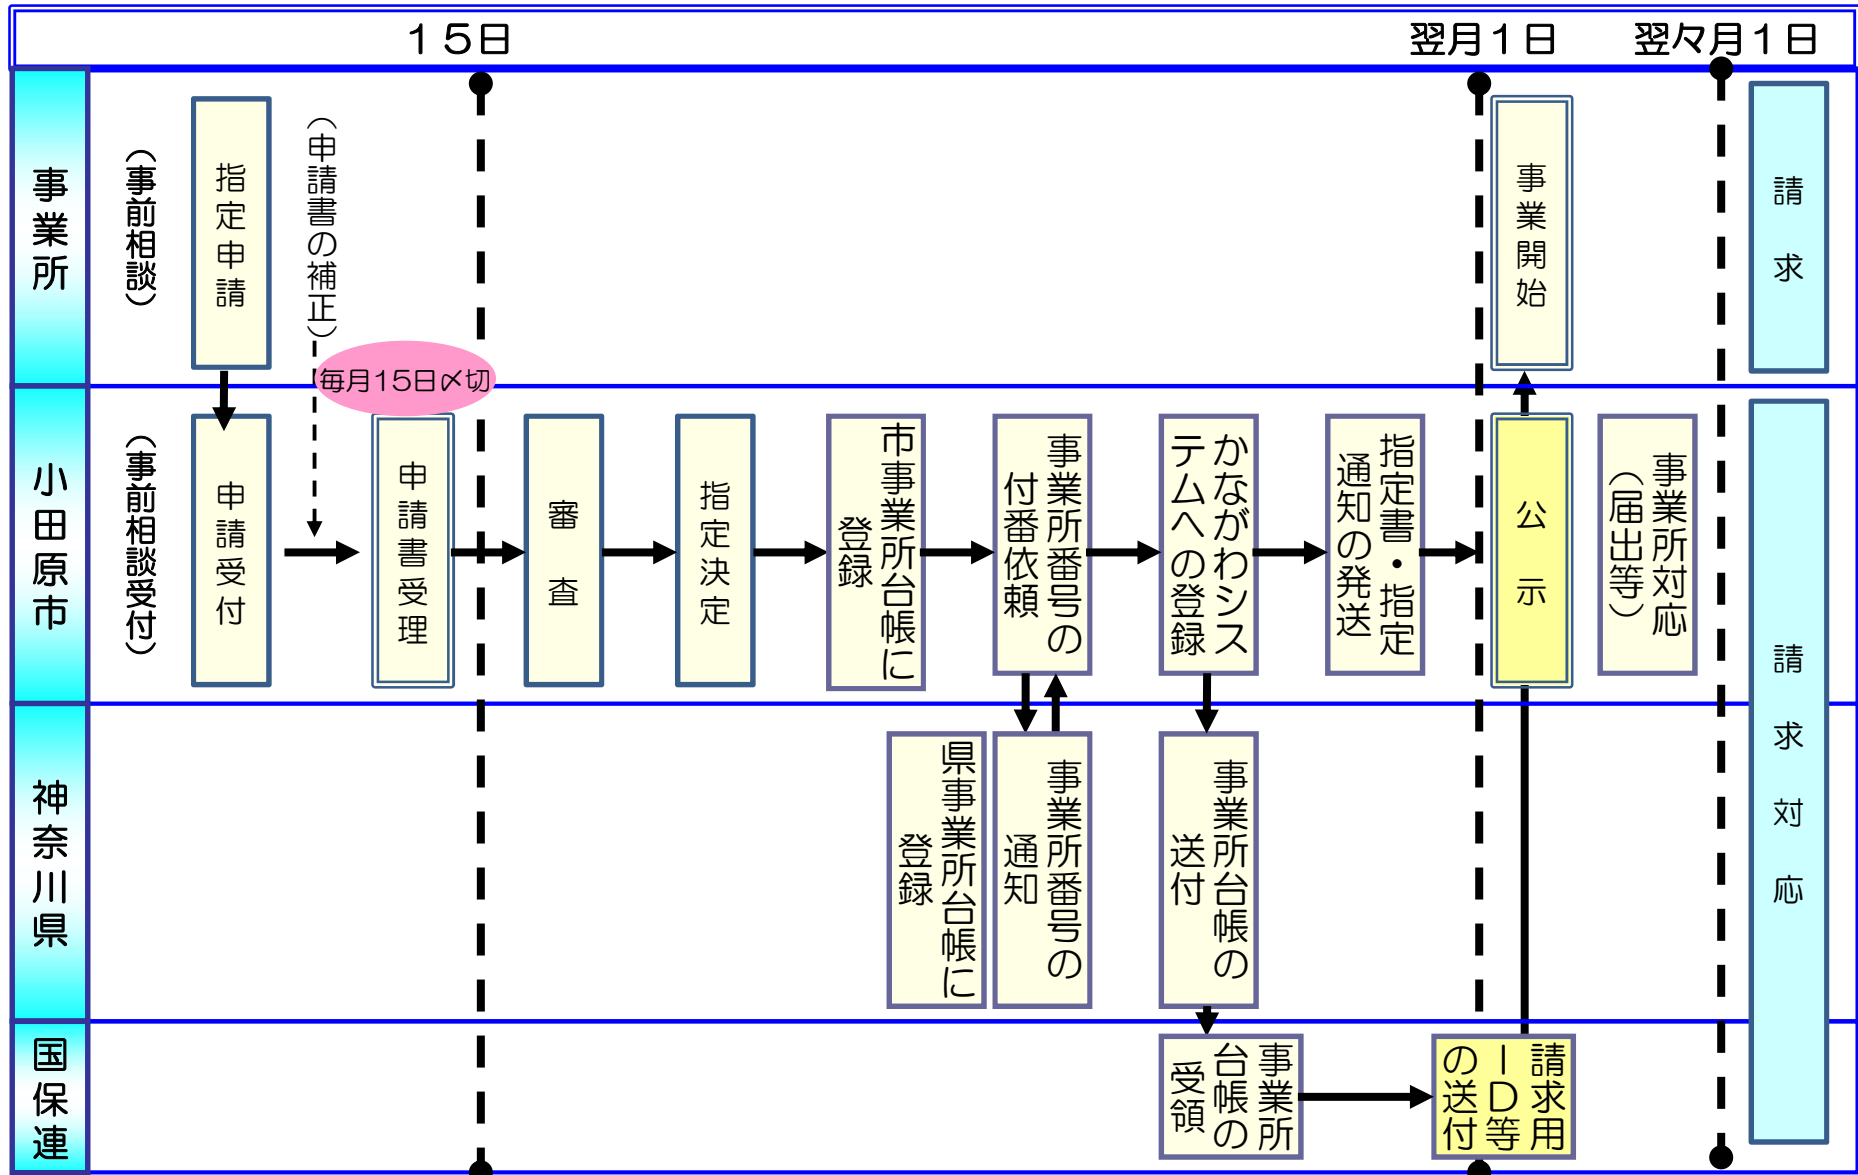 15日
翌月1日
翌々月1日
事業所
(事前相談)
指定申請
(申請書の補正)
事業開始
請求
毎月15日〆切
小田原市
(事前相談受付)
申請受付
申請書受理
審査
指定決定
市事業所台帳に
登録
事業所番号の
付番依頼
かながわシス
テムへの登録
指定書・指定
通知の発送
公示
事業所対応
(届出等)
請求対応
神奈川県
県事業所台帳に
登録
事業所番号の
通知
事業所台帳の
送付
国保連
事業所
台帳の
受領
請求用
ID等
の送付